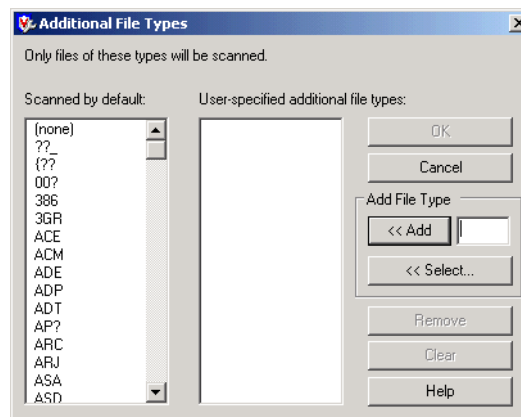 Additional File Types
Only files of these types will be scanned.
Scanned by default:
(none)
??_
{??
00?
386
3GR
ACE
ACM
ADE
ADP
ADT
AP?
ARC
ARJ
ASA
ASD
User-specified additional file types:
OK
Cancel
Add File Type
<< Add
<< Select...
Remove
Clear
Help